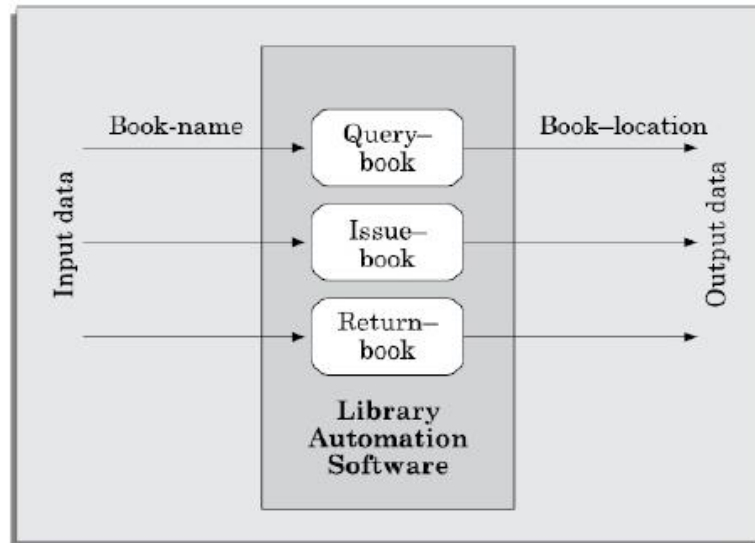 Book-name
Query–
book
Book–location
Input data
Issue–
book
Output data
Return–
book
Library
Automation
Software